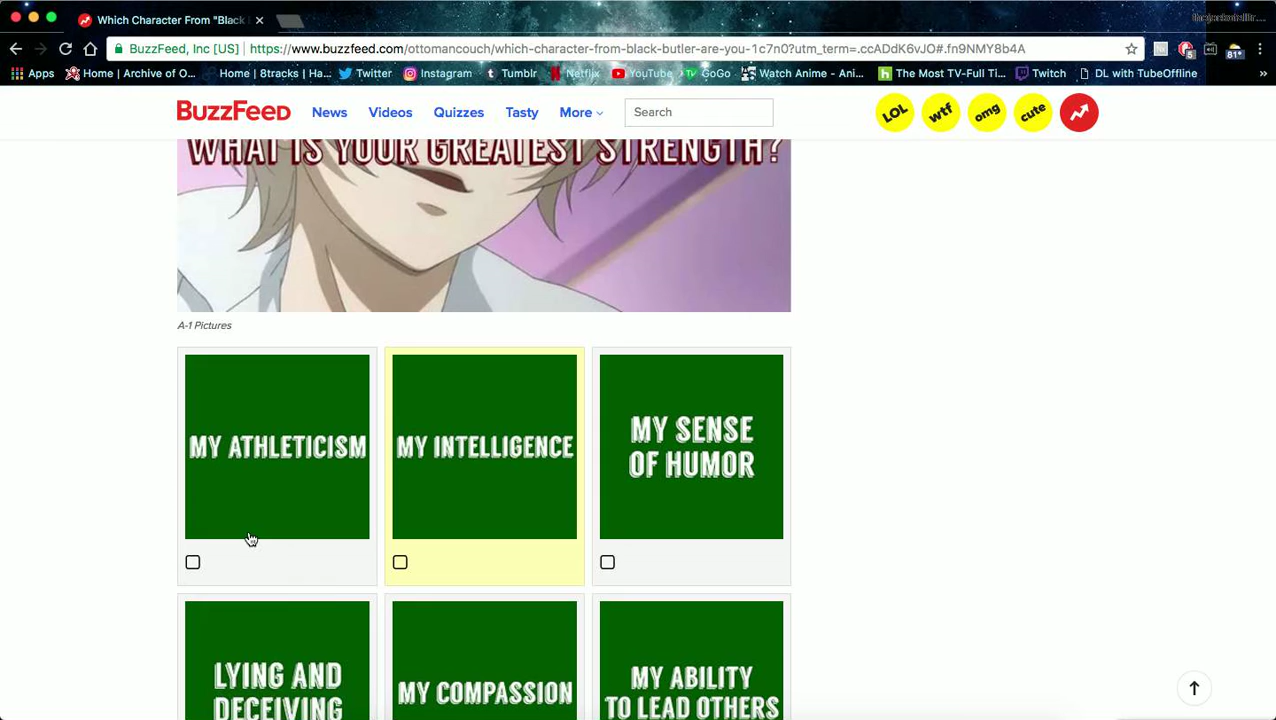 Which Character From "Black
BuzzFeed, Inc [US]
https://www.buzzfeed.com/ottomancouch/which-character-from-black-butler-are-you-1c7n0?utm_term=.ccADdK6vJO#.fn9NMY8b4A
Apps
Home | Archive of O...
Home | 8tracks | Ha...
Twitter
Instagram
Tumblr
Netflix
YouTube
GoGo
Watch Anime - Ani...
The Most TV-Full Ti...
Twitch
DL with TubeOffline
BuzzFeed
News
Videos
Quizzes
Tasty
More
Search
LOL
wtf
omg
cute
WHAT IS YOUR GREATEST STRENGTH?
A-1 Pictures
MY ATHLETICISM
MY INTELLIGENCE
MY SENSE
OF HUMOR
LYING AND
DECEIVING
MY COMPASSION
MY ABILITY
TO LEAD OTHERS